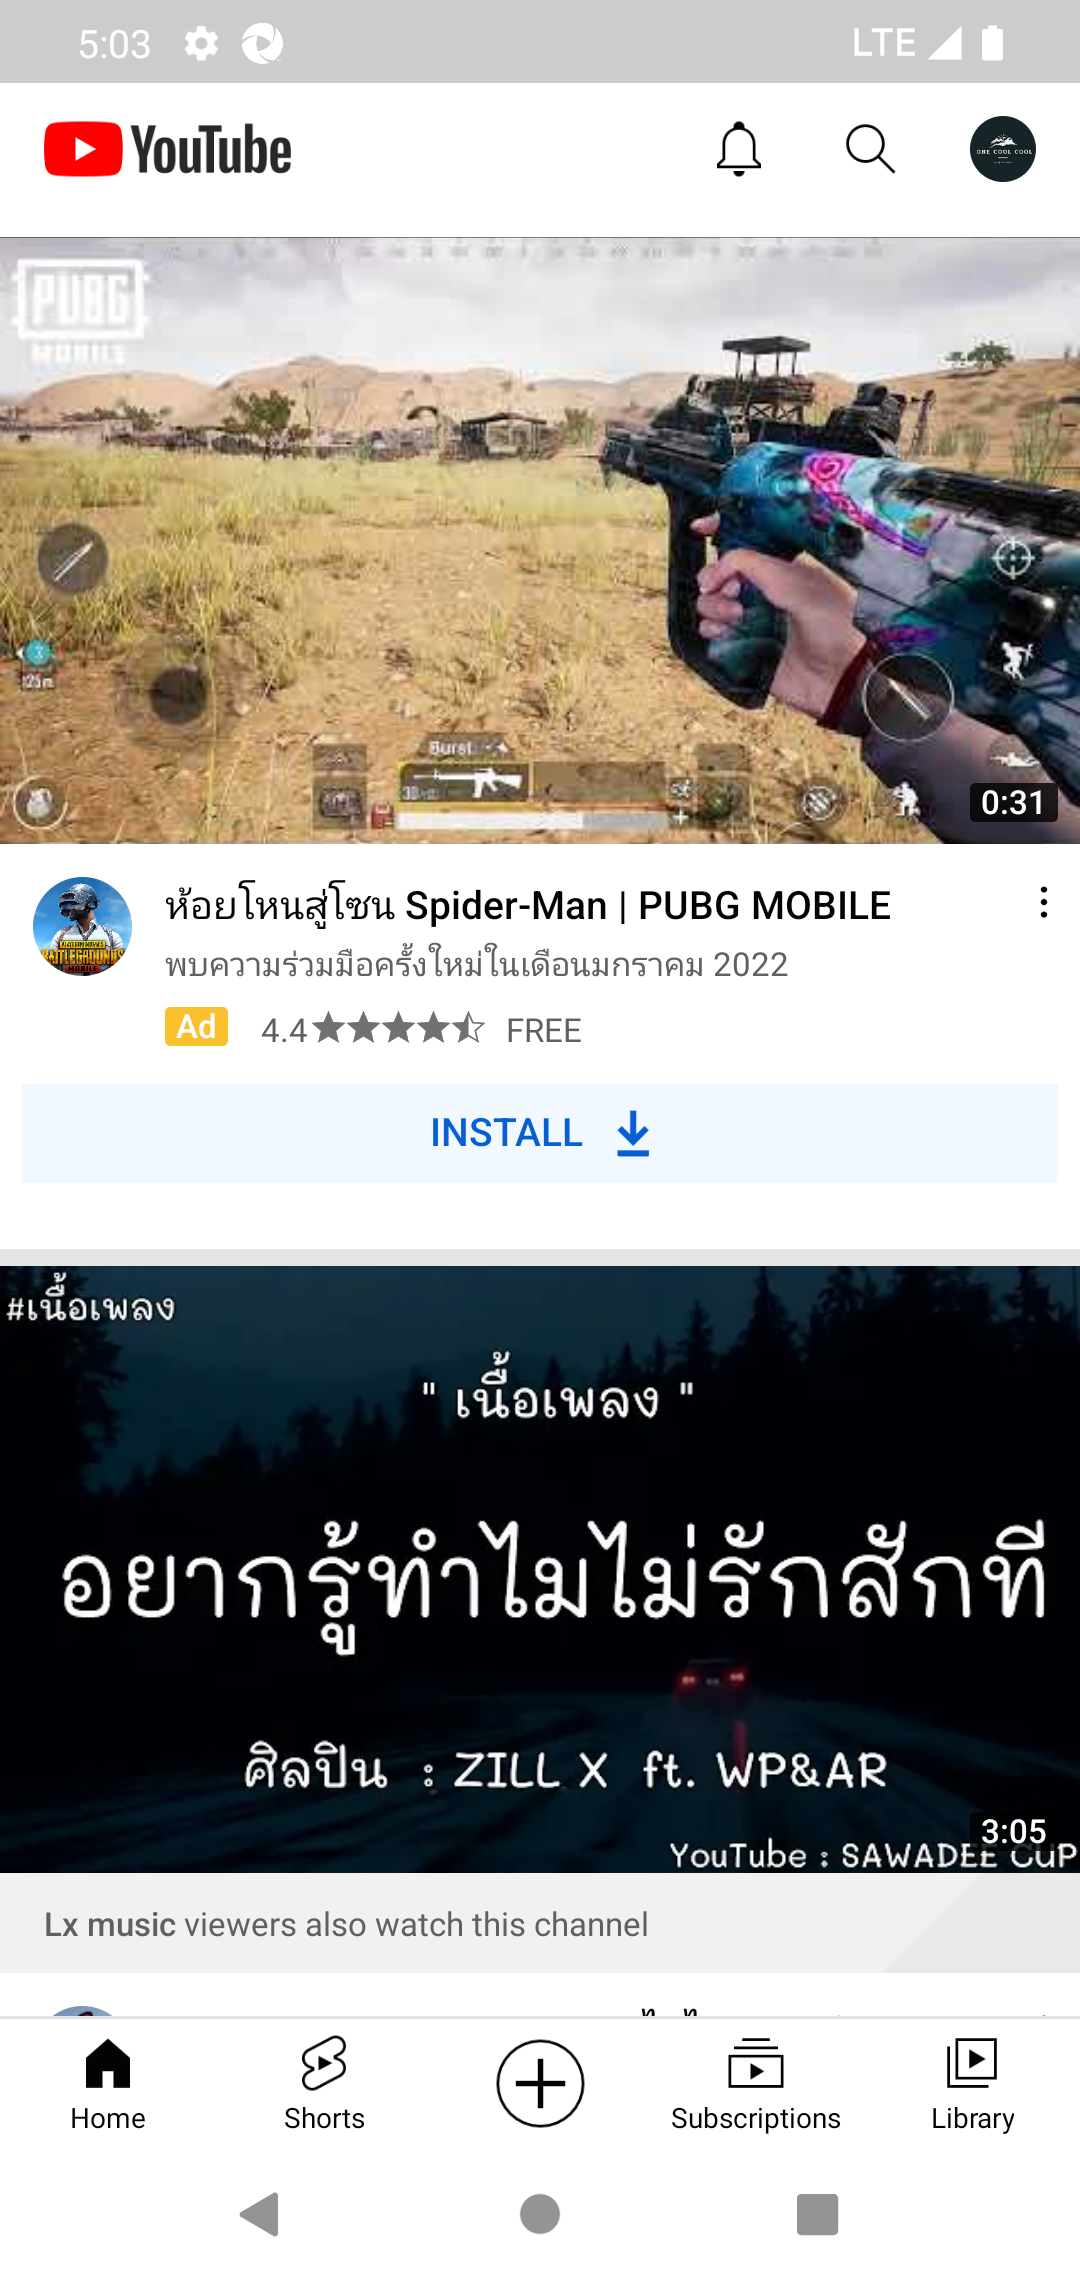 5:03
LTE
YouTube
ONE COOL COOL
PUBG
MOBILE
125m
Burst
30
0:31
ห้อยโหนสู่โซน Spider-Man | PUBG MOBILE
พบความร่วมมือครั้งใหม่ในเดือนมกราคม 2022
Ad 4.4 FREE
INSTALL
#เนื้อเพลง
" เนื้อเพลง "
อยากรู้ทำไมไม่รักสักที
ศิลปิน : ZILL X ft. WP&AR
3:05
YouTube : SAWADEE CUP
Lx music viewers also watch this channel
Home
Shorts
Subscriptions
Library